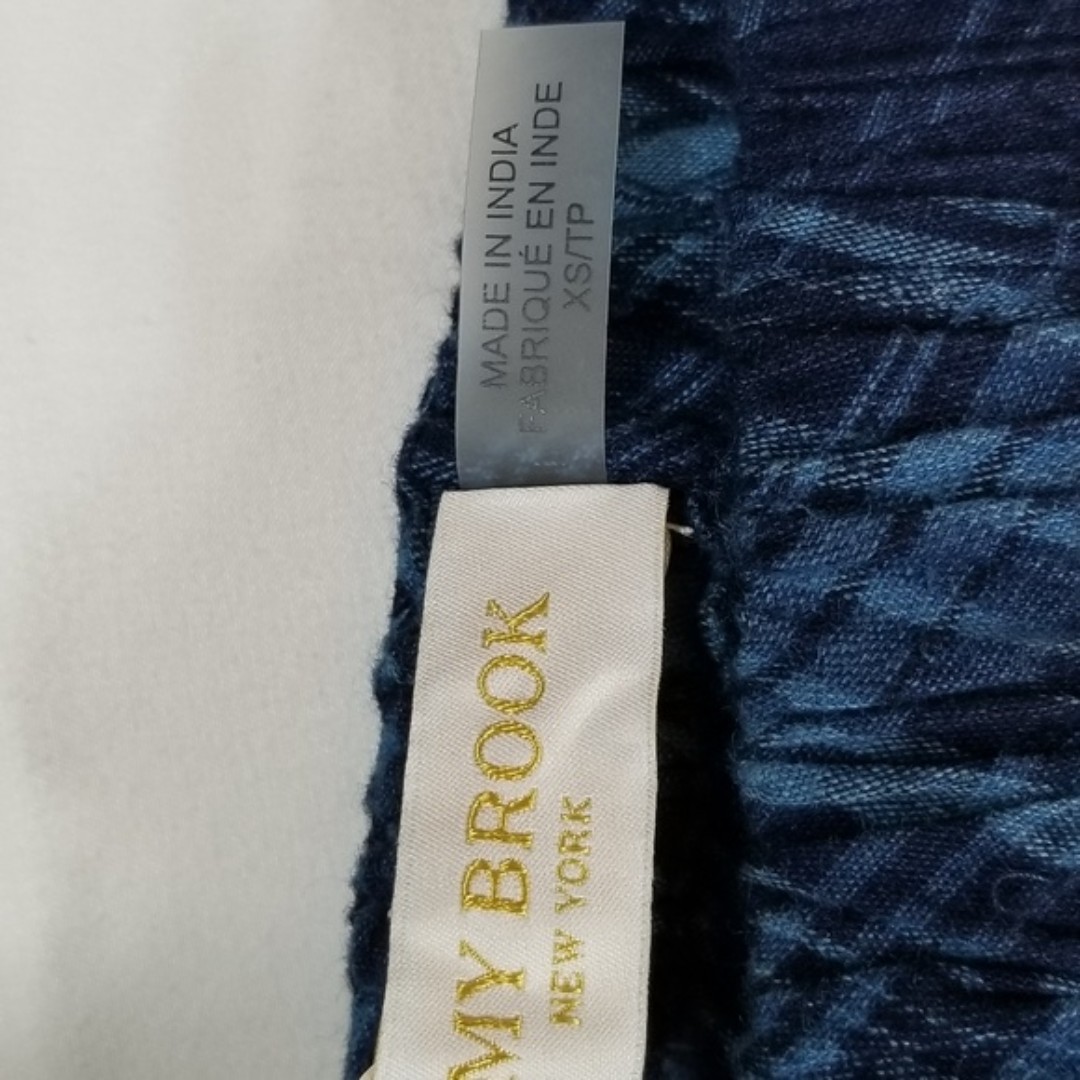 MADE IN INDIA
FABRIQUÉ EN INDE
XS/TP
MY BROOK
NEW YORK